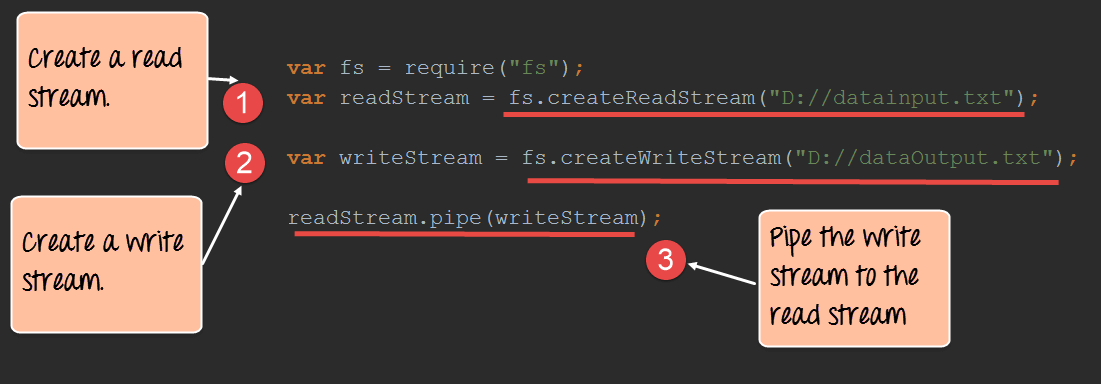 Create a read
stream.
1
var fs = require("fs");
var readStream = fs.createReadStream("D://datainput.txt");
2
var writeStream = fs.createWriteStream("D://dataOutput.txt");
Create a write
stream.
readStream.pipe(writeStream);
3
Pipe the write
stream to the
read stream